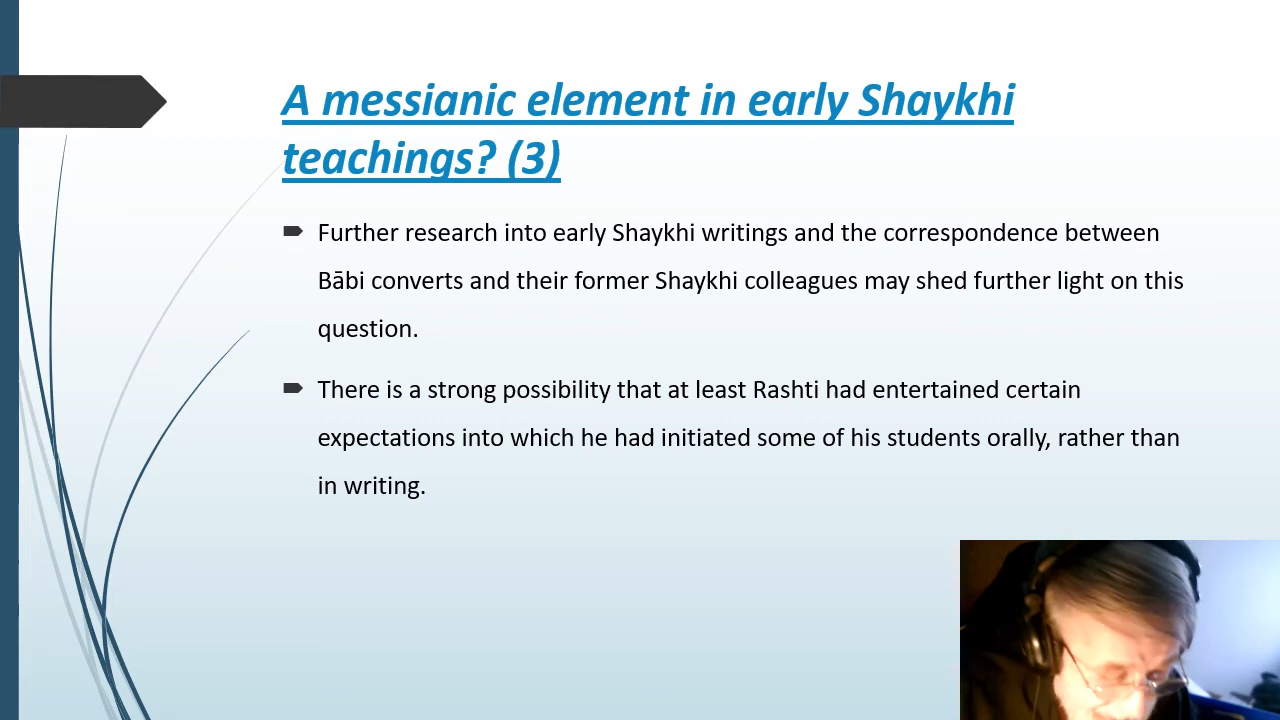 A messianic element in early Shaykhi
teachings? (3)
Further research into early Shaykhi writings and the correspondence between
Bābi converts and their former Shaykhi colleagues may shed further light on this
question.
There is a strong possibility that at least Rashti had entertained certain
expectations into which he had initiated some of his students orally, rather than
in writing.